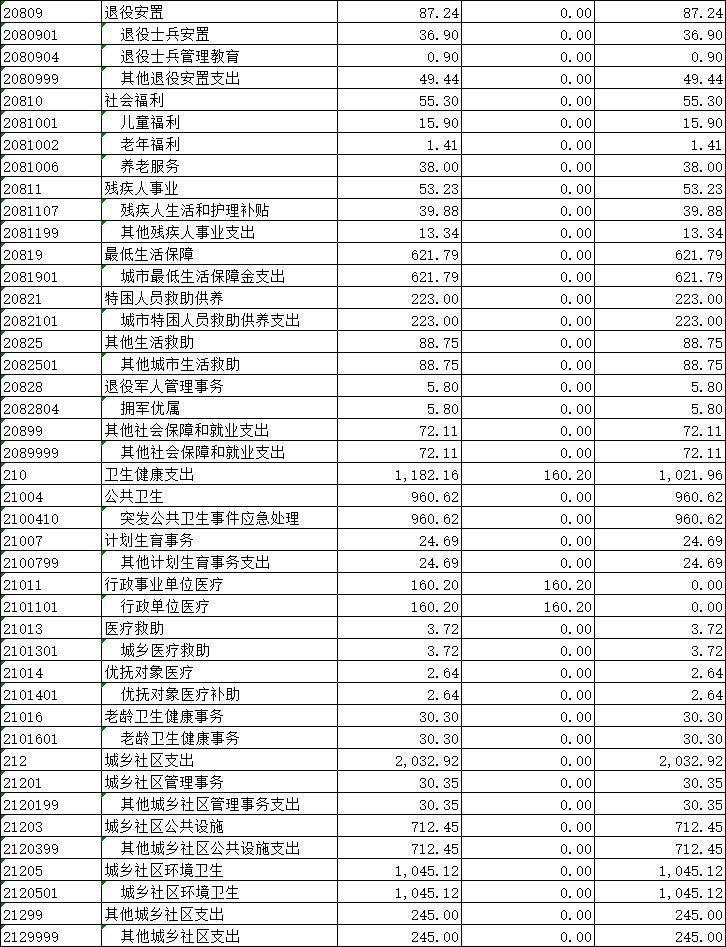 20809 退役安置 87.24 0.00 87.24
2080901 退役士兵安置 36.90 0.00 36.90
2080904 退役士兵管理教育 0.90 0.00 0.90
2080999 其他退役安置支出 49.44 0.00 49.44
20810 社会福利 55.30 0.00 55.30
2081001 儿童福利 15.90 0.00 15.90
2081002 老年福利 1.41 0.00 1.41
2081006 养老服务 38.00 0.00 38.00
20811 残疾人事业 53.23 0.00 53.23
2081107 残疾人生活和护理补贴 39.88 0.00 39.88
2081199 其他残疾人事业支出 13.34 0.00 13.34
20819 最低生活保障 621.79 0.00 621.79
2081901 城市最低生活保障金支出 621.79 0.00 621.79
20821 特困人员救助供养 223.00 0.00 223.00
2082101 城市特困人员救助供养支出 223.00 0.00 223.00
20825 其他生活救助 88.75 0.00 88.75
2082501 其他城市生活救助 88.75 0.00 88.75
20828 退役军人管理事务 5.80 0.00 5.80
2082804 拥军优属 5.80 0.00 5.80
20899 其他社会保障和就业支出 72.11 0.00 72.11
2089999 其他社会保障和就业支出 72.11 0.00 72.11
210 卫生健康支出 1,182.16 160.20 1,021.96
21004 公共卫生 960.62 0.00 960.62
2100410 突发公共卫生事件应急处理 960.62 0.00 960.62
21007 计划生育事务 24.69 0.00 24.69
2100799 其他计划生育事务支出 24.69 0.00 24.69
21011 行政事业单位医疗 160.20 160.20 0.00
2101101 行政单位医疗 160.20 160.20 0.00
21013 医疗救助 3.72 0.00 3.72
2101301 城乡医疗救助 3.72 0.00 3.72
21014 优抚对象医疗 2.64 0.00 2.64
2101401 优抚对象医疗补助 2.64 0.00 2.64
21016 老龄卫生健康事务 30.30 0.00 30.30
2101601 老龄卫生健康事务 30.30 0.00 30.30
212 城乡社区支出 2,032.92 0.00 2,032.92
21201 城乡社区管理事务 30.35 0.00 30.35
2120199 其他城乡社区管理事务支出 30.35 0.00 30.35
21203 城乡社区公共设施 712.45 0.00 712.45
2120399 其他城乡社区公共设施支出 712.45 0.00 712.45
21205 城乡社区环境卫生 1,045.12 0.00 1,045.12
2120501 城乡社区环境卫生 1,045.12 0.00 1,045.12
21299 其他城乡社区支出 245.00 0.00 245.00
2129999 其他城乡社区支出 245.00 0.00 245.00